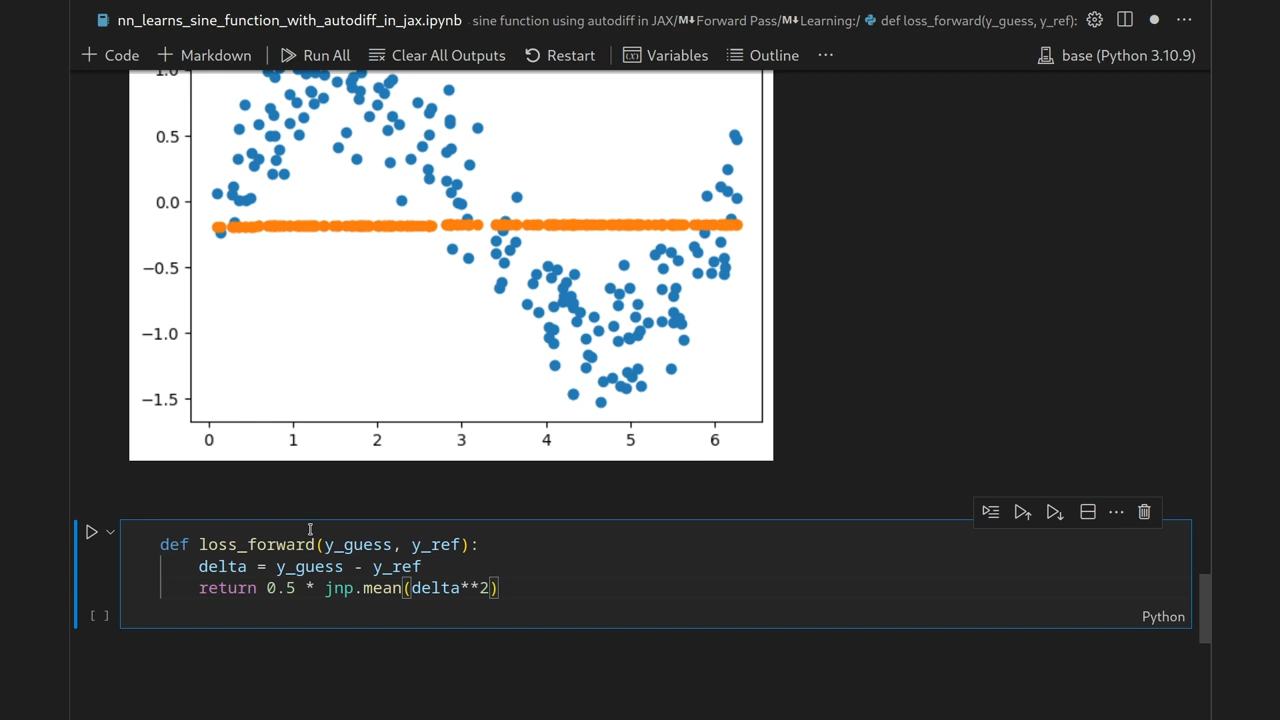 nn_learns_sine_function_with_autodiff_in_jax.ipynb sine function using autodiff in JAX/M↓Forward Pass/M↓Learning:/ def loss_forward(y_guess, y_ref):
Code Markdown Run All Clear All Outputs Restart Variables Outline ··· base (Python 3.10.9)
1.0
0.5
0.0
−0.5
−1.0
−1.5
0 1 2 3 4 5 6
def loss_forward(y_guess, y_ref):
delta = y_guess - y_ref
return 0.5 * jnp.mean(delta**2)
[ ]
Python